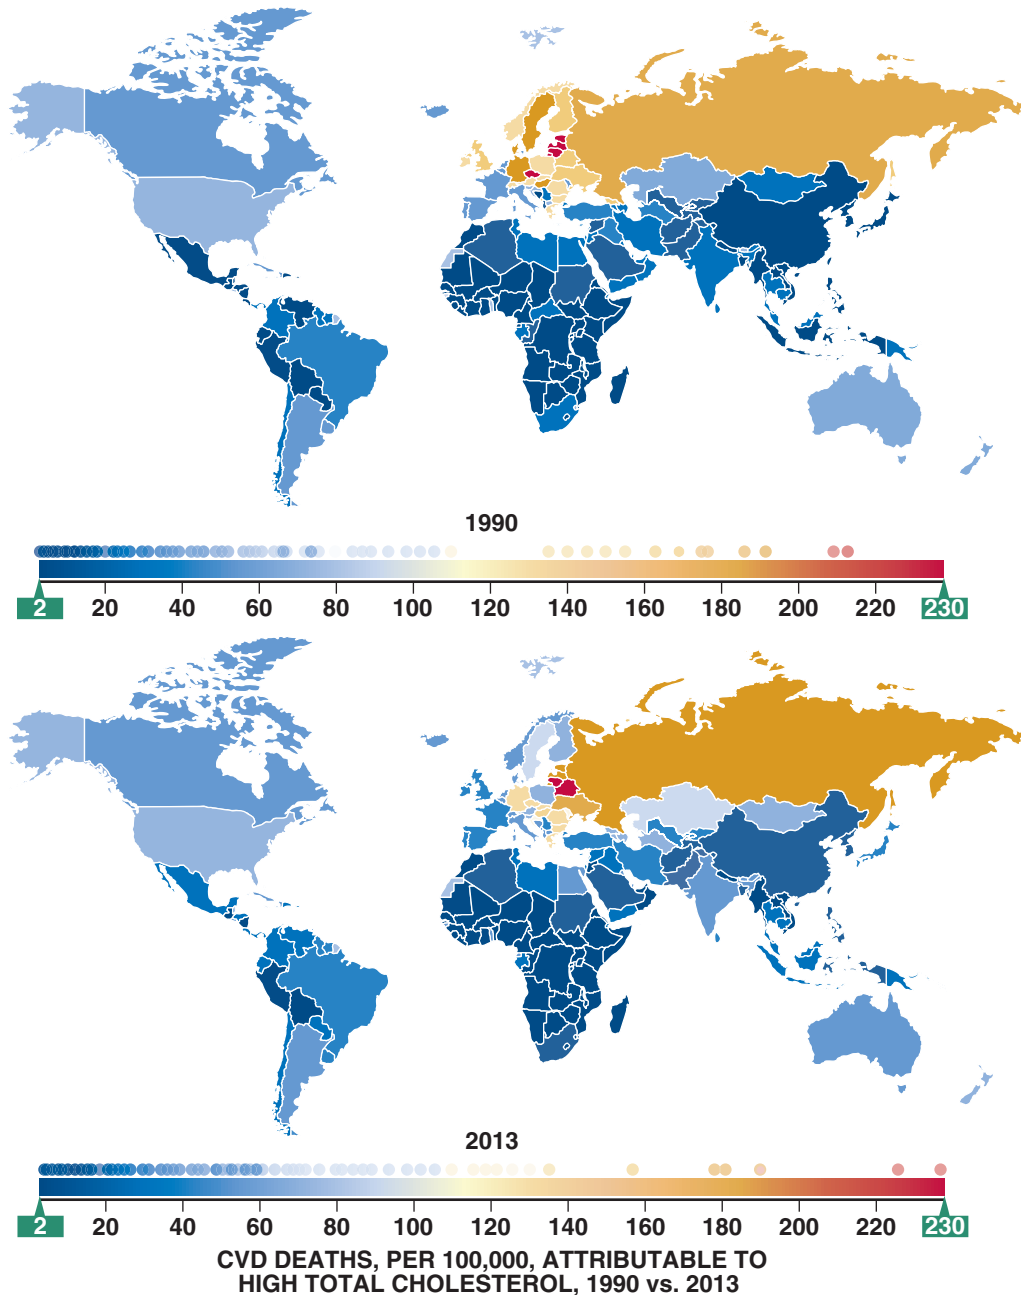 1990
2 20 40 60 80 100 120 140 160 180 200 220 230
2013
2 20 40 60 80 100 120 140 160 180 200 220 230
CVD DEATHS, PER 100,000, ATTRIBUTABLE TO
HIGH TOTAL CHOLESTEROL, 1990 vs. 2013